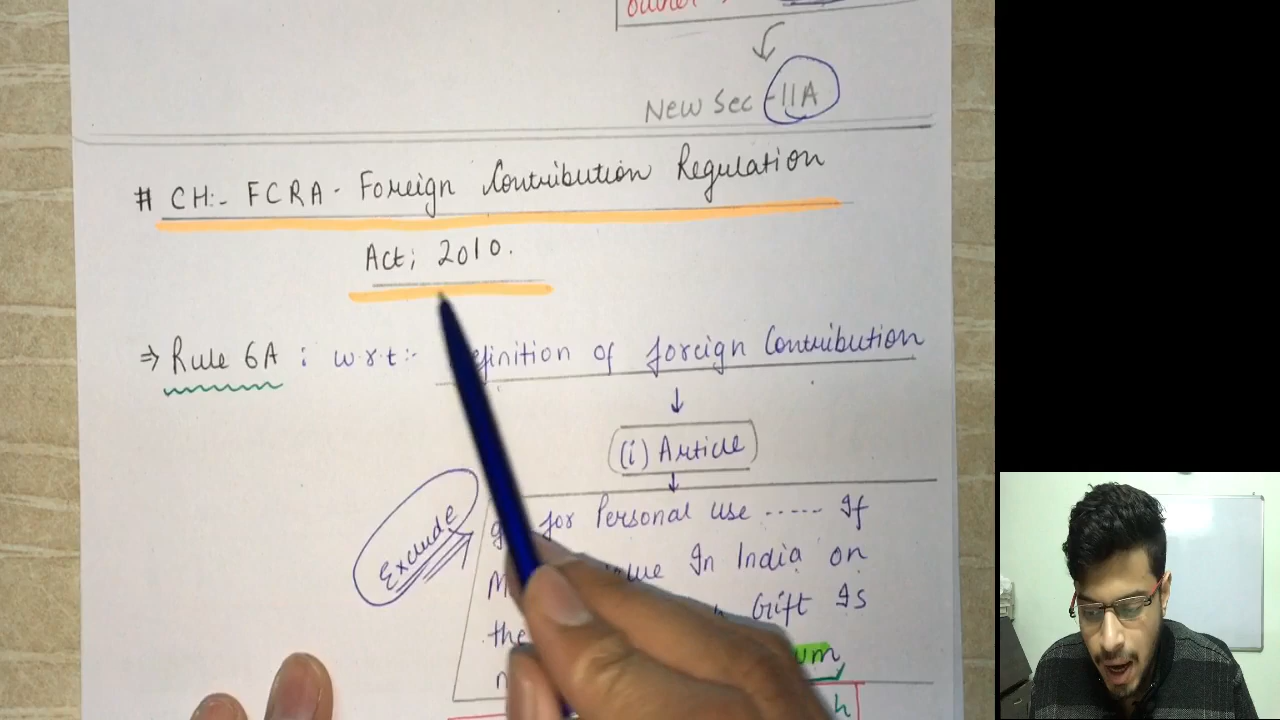 New Sec -11A
# CH:- FCRA - Foreign Contribution Regulation
Act; 2010.
⇒ Rule 6A : w.r.t:- efinition of foreign Contribution
↓
(i) Article
↓
Exclude
for Personal use ----- If
In India on
the Gift Is